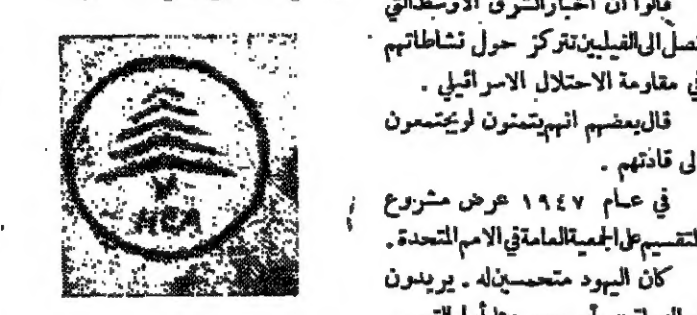 قالوا ان اخبار الشرق الاوسط التي
تصل الى الفيليبين تتركز حول نشاطاتهم
في مقاومة الاحتلال الاسرائيلي .
قال بعضهم انهم يتمنون لو يجتمعون
الى قادتهم .
في عام ١٩٤٧ عرض مشروع
التقسيم على الجمعية العامة في الامم المتحدة .
كان اليهود متحمسين له . يريدون
MEA